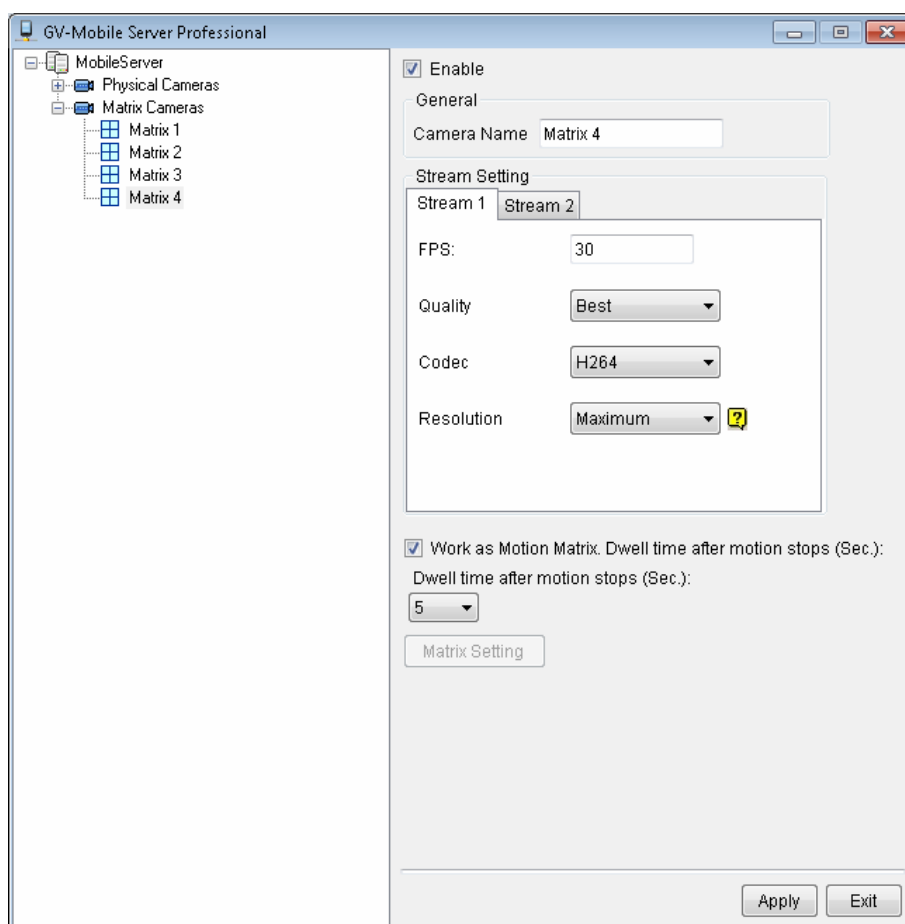 GV-Mobile Server Professional
MobileServer
Physical Cameras
Matrix Cameras
Matrix 1
Matrix 2
Matrix 3
Matrix 4
Enable
General
Camera Name Matrix 4
Stream Setting
Stream 1 Stream 2
FPS: 30
Quality Best
Codec H264
Resolution Maximum ?
Work as Motion Matrix. Dwell time after motion stops (Sec.):
Dwell time after motion stops (Sec.):
5
Matrix Setting
Apply Exit